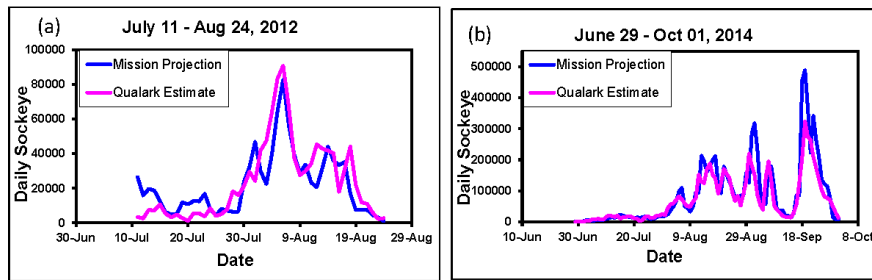 (a)
July 11 - Aug 24, 2012
Daily Sockeye
100000
80000
60000
40000
20000
0
Mission Projection
Qualark Estimate
30-Jun 10-Jul 20-Jul 30-Jul 9-Aug 19-Aug 29-Aug
Date
(b)
June 29 - Oct 01, 2014
Daily Sockeye
500000
400000
300000
200000
100000
0
Mission Projection
Qualark Estimate
10-Jun 20-Jul 9-Aug 29-Aug 18-Sep 8-Oct
30-Jun
Date